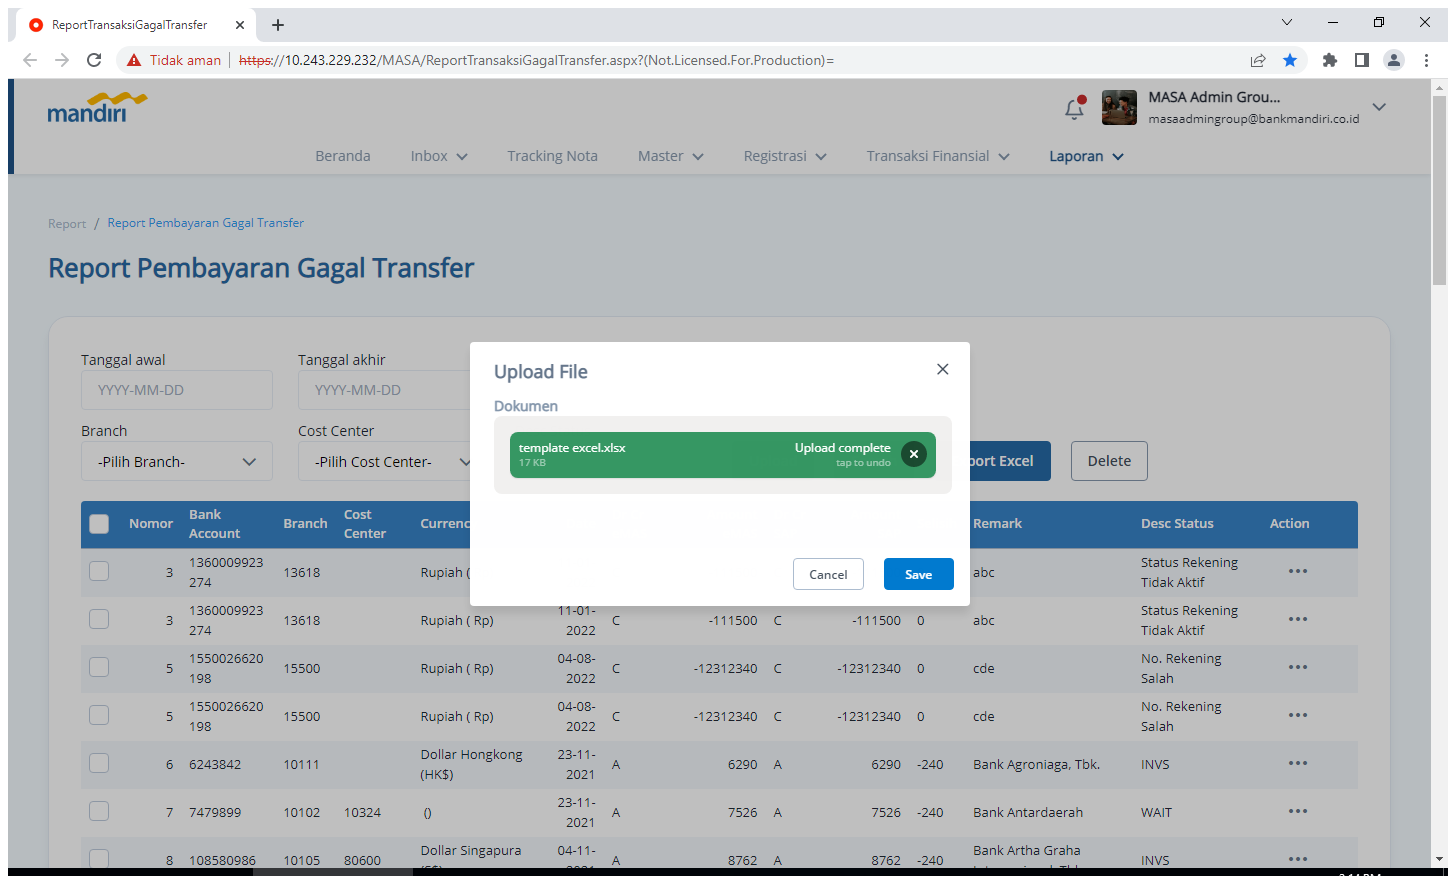 ReportTransaksiGagalTransfer
Tidak aman
https://10.243.229.232/MASA/ReportTransaksiGagalTransfer.aspx?(Not.Licensed.For.Production)=
mandiri
MASA Admin Grou...
masaadmingroup@bankmandiri.co.id
Beranda Inbox Tracking Nota Master Registrasi Transaksi Finansial Laporan
Report / Report Pembayaran Gagal Transfer
Report Pembayaran Gagal Transfer
Tanggal awal Tanggal akhir
YYYY-MM-DD YYYY-MM-DD
Branch Cost Center
-Pilih Branch- -Pilih Cost Center- port Excel Delete
Upload File
Dokumen
template excel.xlsx Upload complete
17 KB tap to undo
Cancel Save
Nomor Bank Account Branch Cost Center Currenc Remark Desc Status Action
3 1360009923274 13618 Rupiah ( abc Status Rekening Tidak Aktif
3 1360009923274 13618 Rupiah ( Rp) 11-01-2022 C -111500 C -111500 0 abc Status Rekening Tidak Aktif
5 1550026620198 15500 Rupiah ( Rp) 04-08-2022 C -12312340 C -12312340 0 cde No. Rekening Salah
5 1550026620198 15500 Rupiah ( Rp) 04-08-2022 C -12312340 C -12312340 0 cde No. Rekening Salah
6 6243842 10111 Dollar Hongkong (HK$) 23-11-2021 A 6290 A 6290 -240 Bank Agroniaga, Tbk. INVS
7 7479899 10102 10324 () 23-11-2021 A 7526 A 7526 -240 Bank Antardaerah WAIT
8 108580986 10105 80600 Dollar Singapura 04-11- A 8762 A 8762 -240 Bank Artha Graha INVS